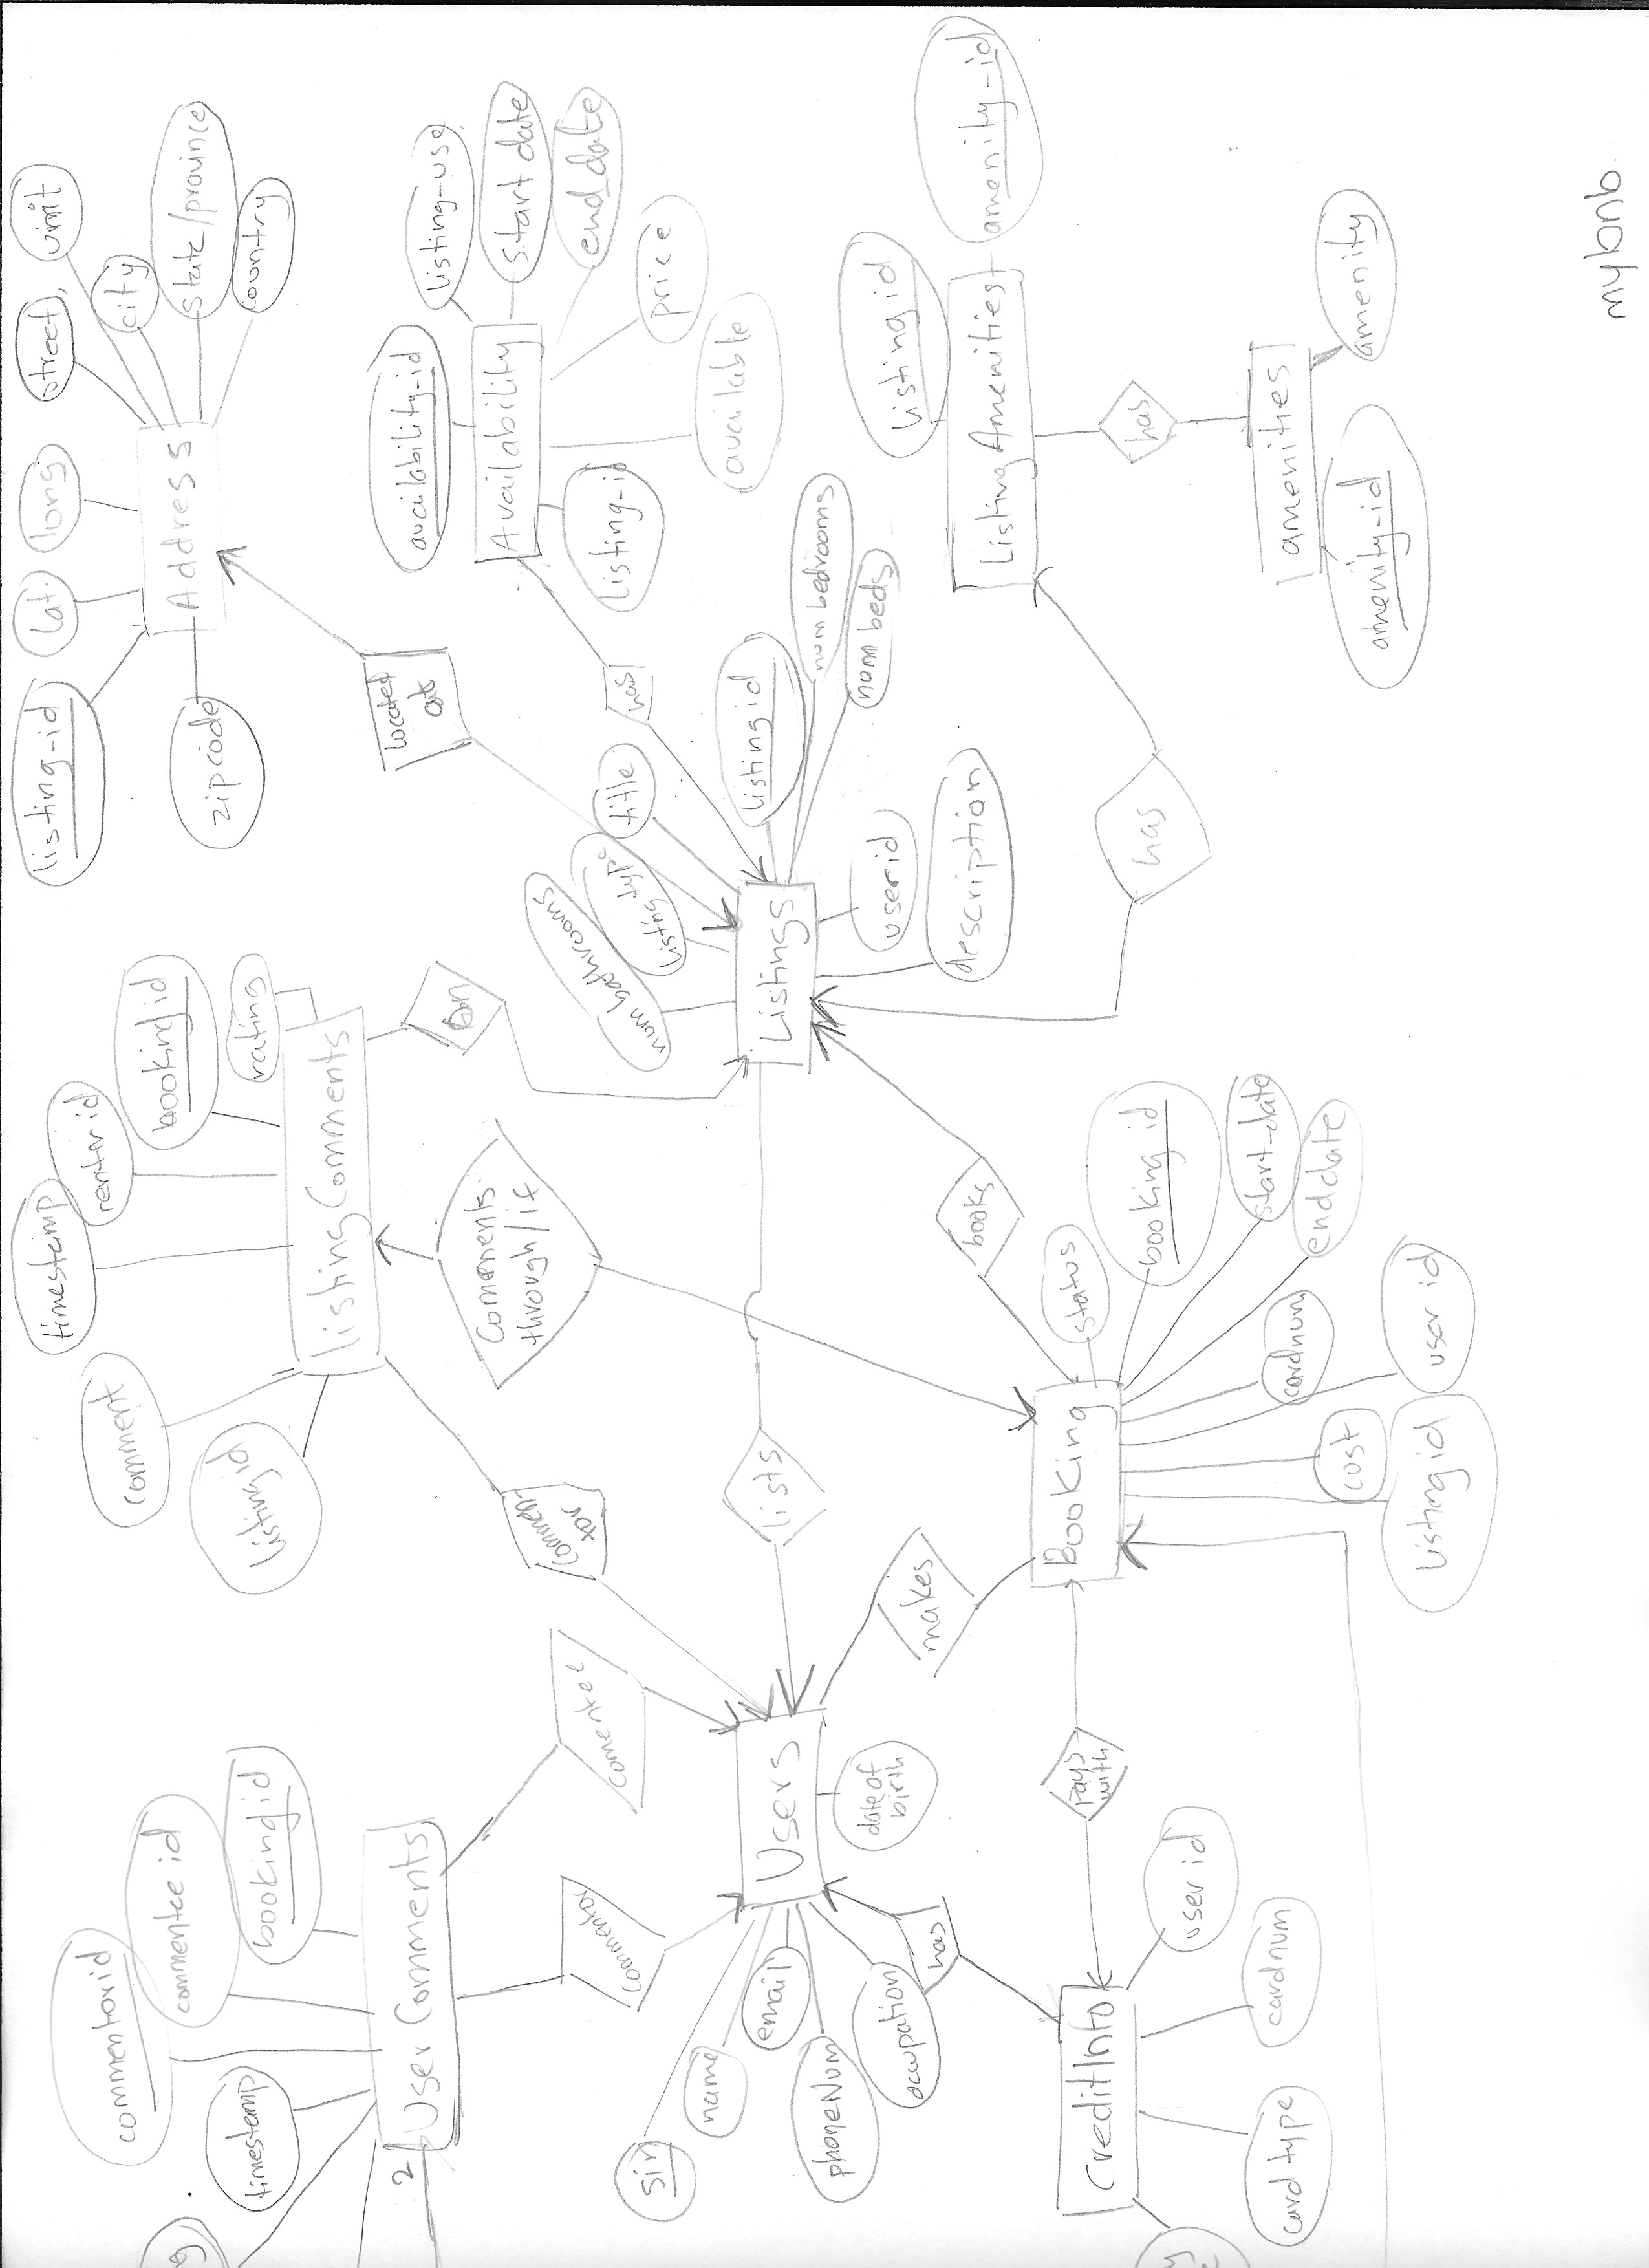 commentorid
commentee id
timestamp
bookingid
2
User Comments
timestamp
renter id
comment
booking id
listingid
rating
listing Comments
listing-id
lat.
long
street,
unit
city
Address
state/province
zipcode
country
located
at
availability-id
listing-use
Availability
start date
end_date
listing-id
price
available
has
On
Comments
through/if
commen-
tor
Commentor
comentee
sin
name
email
phoneNum
occupation
Users
date of
birth
has
lists
num bathrooms
listing type
title
Listings
listing id
num bedrooms
num beds
userid
description
makes
books
listing id
Listing Amenities
amenity-id
has
has
amenities
amenity-id
amenity
CreditInfo
pays
with
Booking
status
booking id
start_date
end date
cardnum
cost
listing id
user id
user id
card type
cardnum
mybnb